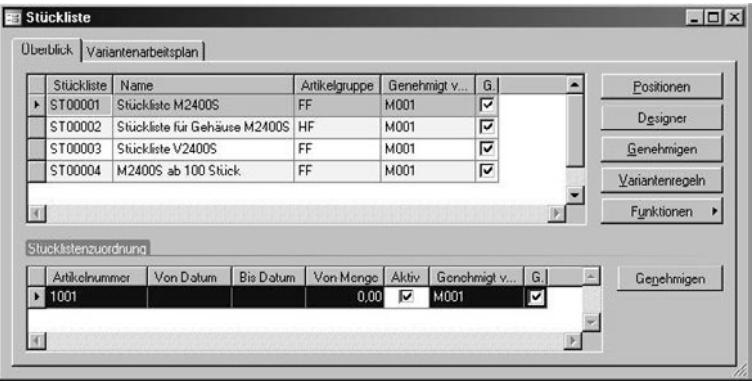 Stückliste
Überblick Variantenarbeitsplan
Stückliste Name Artikelgruppe Genehmigt v... G.
ST00001 Stückliste M2400S FF M001
ST00002 Stückliste für Gehäuse M2400S HF M001
ST00003 Stückliste V2400S FF M001
ST00004 M2400S ab 100 Stück FF M001
Positionen
Designer
Genehmigen
Variantenregeln
Funktionen
Stücklistenzuordnung
Artikelnummer Von Datum Bis Datum Von Menge Aktiv Genehmigt v... G.
1001 0,00 M001
Genehmigen